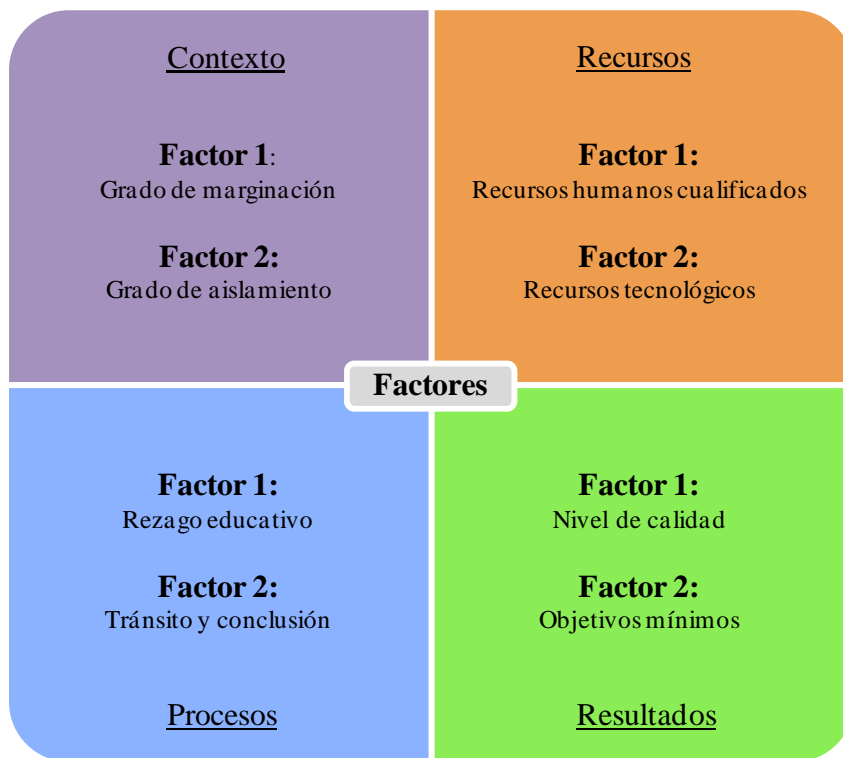 Contexto
Factor 1:
Grado de marginación
Factor 2:
Grado de aislamiento
Recursos
Factor 1:
Recursos humanos cualificados
Factor 2:
Recursos tecnológicos
Factores
Factor 1:
Rezago educativo
Factor 2:
Tránsito y conclusión
Procesos
Factor 1:
Nivel de calidad
Factor 2:
Objetivos mínimos
Resultados